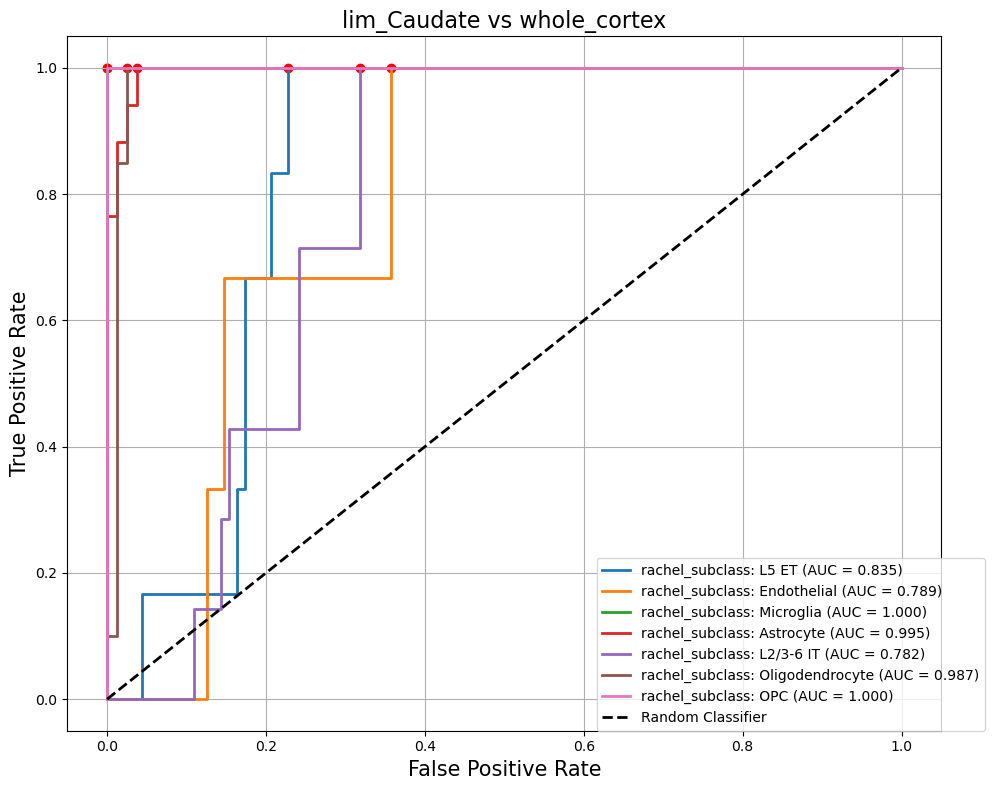 lim_Caudate vs whole_cortex
True Positive Rate
1.0
0.8
0.6
0.4
0.2
0.0
rachel_subclass: L5 ET (AUC = 0.835)
rachel_subclass: Endothelial (AUC = 0.789)
rachel_subclass: Microglia (AUC = 1.000)
rachel_subclass: Astrocyte (AUC = 0.995)
rachel_subclass: L2/3-6 IT (AUC = 0.782)
rachel_subclass: Oligodendrocyte (AUC = 0.987)
rachel_subclass: OPC (AUC = 1.000)
Random Classifier
0.0 0.2 0.4 0.6 0.8 1.0
False Positive Rate